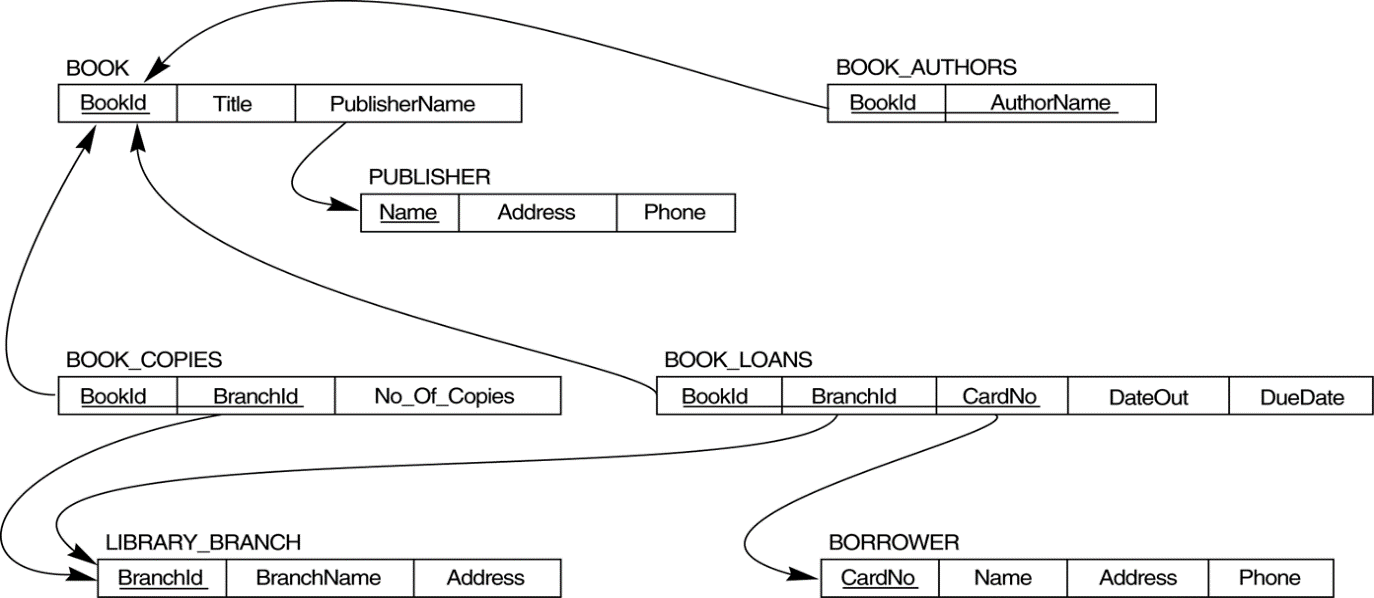 BOOK
BookId Title PublisherName
BOOK_AUTHORS
BookId AuthorName
PUBLISHER
Name Address Phone
BOOK_COPIES
BookId BranchId No_Of_Copies
BOOK_LOANS
BookId BranchId CardNo DateOut DueDate
LIBRARY_BRANCH
BranchId BranchName Address
BORROWER
CardNo Name Address Phone